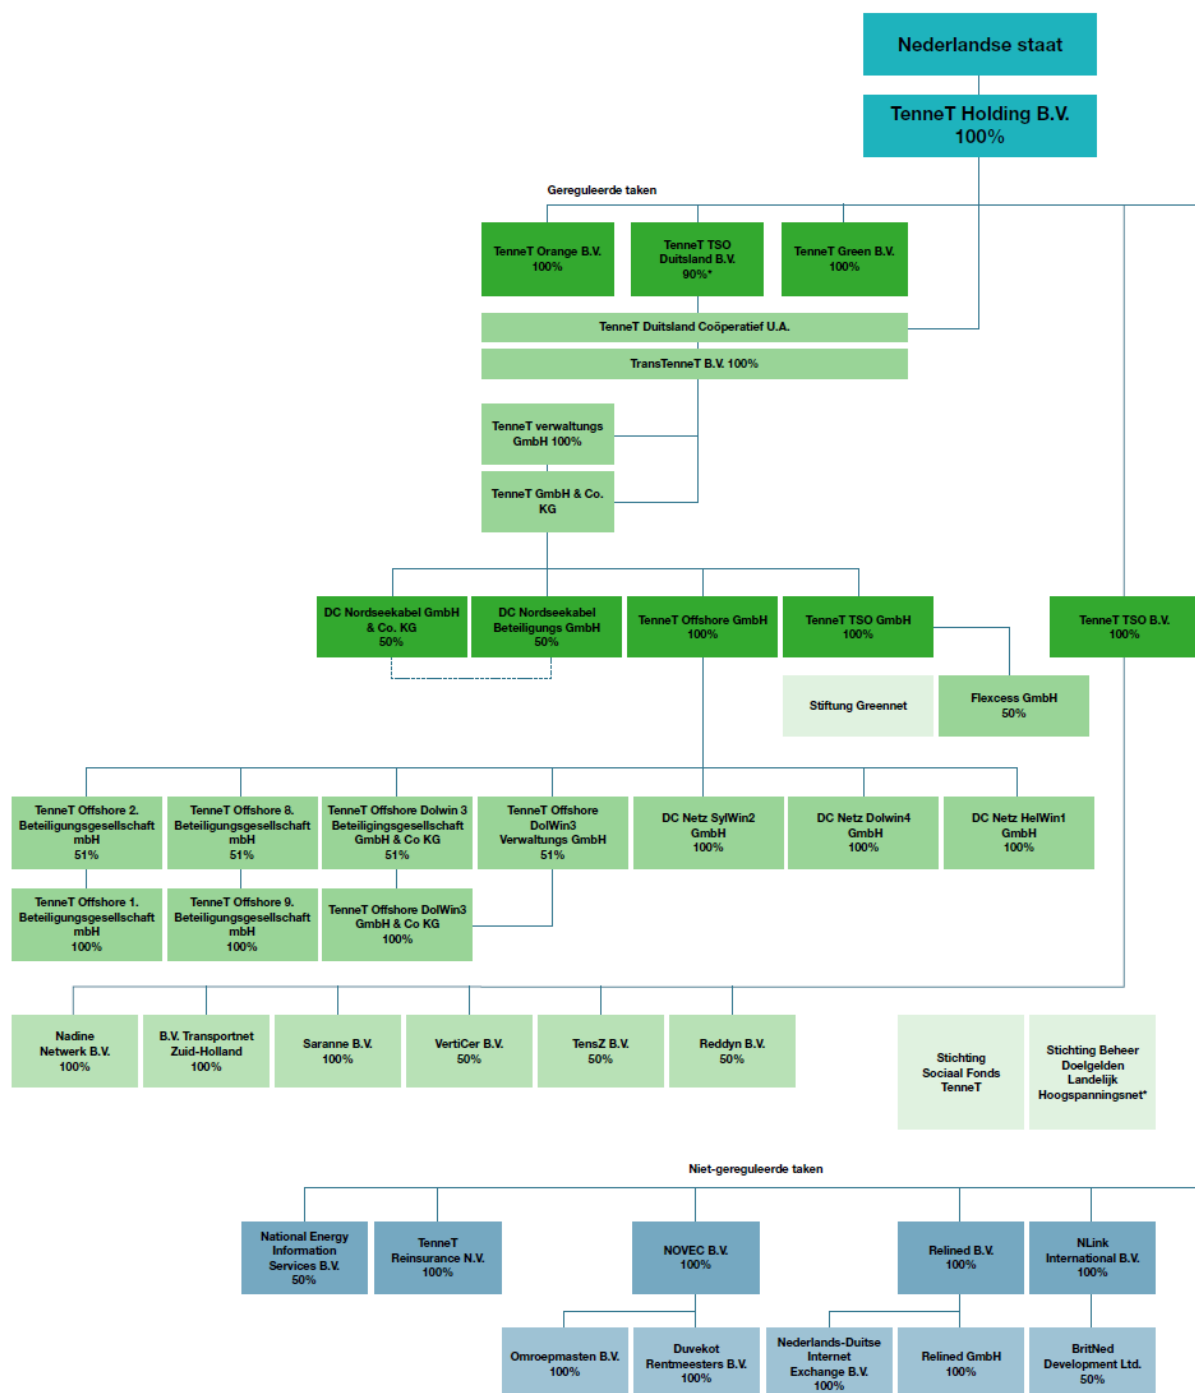 Nederlandse staat
TenneT Holding B.V.
100%
Gereguleerde taken
TenneT Orange B.V.
100%
TenneT TSO
Duitsland B.V.
90%*
TenneT Green B.V.
100%
TenneT Duitsland Coöperatief U.A.
TransTenneT B.V. 100%
TenneT verwaltungs
GmbH 100%
TenneT GmbH & Co.
KG
DC Nordseekabel GmbH
& Co. KG
50%
DC Nordseekabel
Beteiligungs GmbH
50%
TenneT Offshore GmbH
100%
TenneT TSO GmbH
100%
TenneT TSO B.V.
100%
Stiftung Greennet
Flexcess GmbH
50%
TenneT Offshore 2.
Beteiligungsgesellschaft
mbH
51%
TenneT Offshore 8.
Beteiligungsgesellschaft
mbH
51%
TenneT Offshore Dolwin 3
Beteiligingsgesellschaft
GmbH & Co KG
51%
TenneT Offshore
DolWin3
Verwaltungs GmbH
51%
DC Netz SylWin2
GmbH
100%
DC Netz Dolwin4
GmbH
100%
DC Netz HelWin1
GmbH
100%
TenneT Offshore 1.
Beteiligungsgesellschaft
mbH
100%
TenneT Offshore 9.
Beteiligungsgesellschaft
mbH
100%
TenneT Offshore DolWin3
GmbH & Co KG
100%
Nadine
Netwerk B.V.
100%
B.V. Transportnet
Zuid-Holland
100%
Saranne B.V.
100%
VertiCer B.V.
50%
TensZ B.V.
50%
Reddyn B.V.
50%
Stichting
Sociaal Fonds
TenneT
Stichting Beheer
Doelgelden
Landelijk
Hoogspanningsnet*
Niet-gereguleerde taken
National Energy
Information
Services B.V.
50%
TenneT
Reinsurance N.V.
100%
NOVEC B.V.
100%
Relined B.V.
100%
NLink
International B.V.
100%
Omroepmasten B.V.
100%
Duvekot
Rentmeesters B.V.
100%
Nederlands-Duitse
Internet
Exchange B.V.
100%
Relined GmbH
100%
BritNed
Development Ltd.
50%